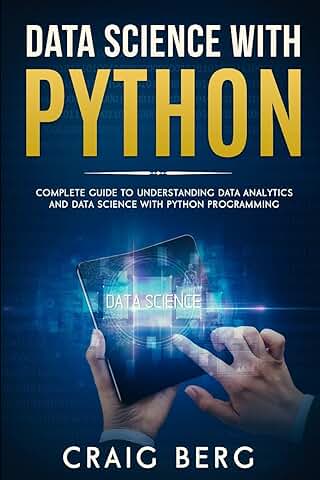 DATA SCIENCE WITH
PYTHON
COMPLETE GUIDE TO UNDERSTANDING DATA ANALYTICS
AND DATA SCIENCE WITH PYTHON PROGRAMMING
DATA SCIENCE
CRAIG BERG